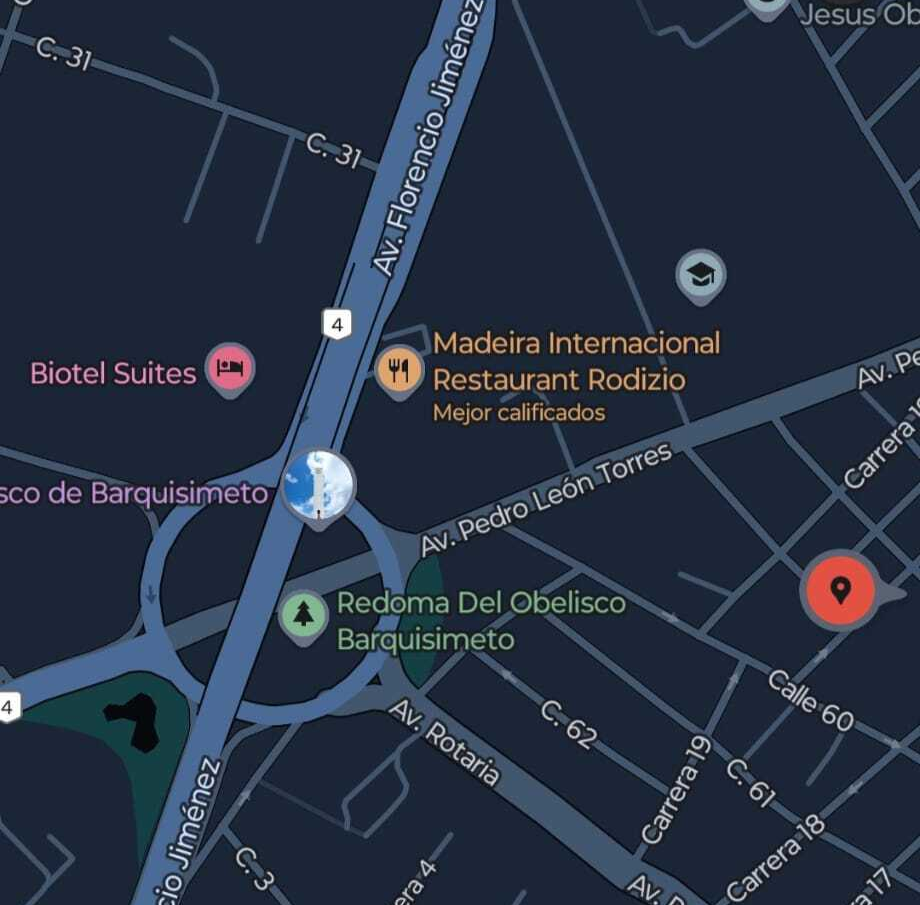 Jesus Ob
C. 31
C. 31
Av. Florencio Jiménez
4
Madeira Internacional
Restaurant Rodizio
Mejor calificados
Biotel Suites
Av. Pe
Carrera 1
sco de Barquisimeto
Av. Pedro León Torres
Redoma Del Obelisco
Barquisimeto
4
Calle 60
Av. Rotaria
C. 62
C. 61
Carrera 19
Carrera 18
cio Jiménez
C. 3
era 4
Av. P
a 17